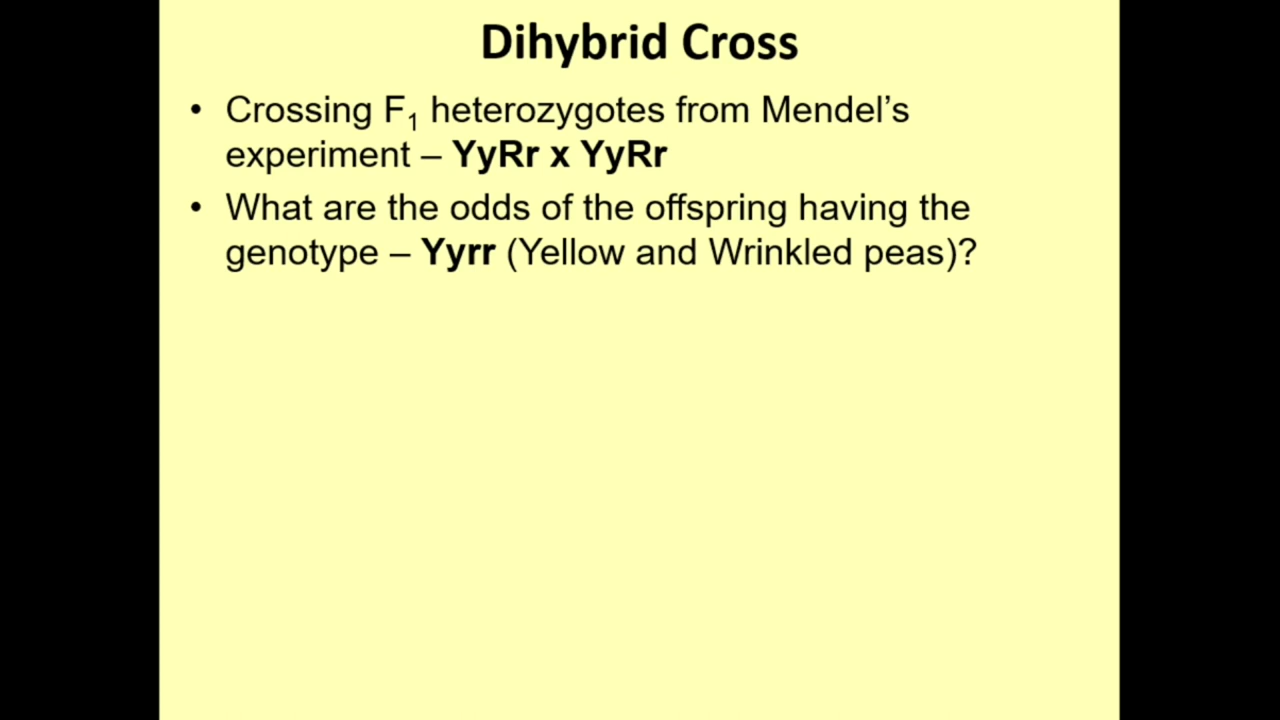 Dihybrid Cross
• Crossing F₁ heterozygotes from Mendel’s
experiment – YyRr x YyRr
• What are the odds of the offspring having the
genotype – Yyrr (Yellow and Wrinkled peas)?